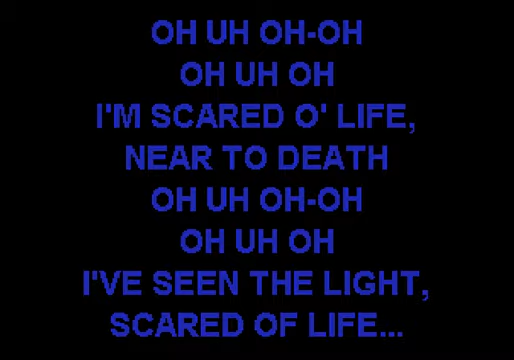 OH UH OH-OH
OH UH OH
I'M SCARED O' LIFE,
NEAR TO DEATH
OH UH OH-OH
OH UH OH
I'VE SEEN THE LIGHT,
SCARED OF LIFE...